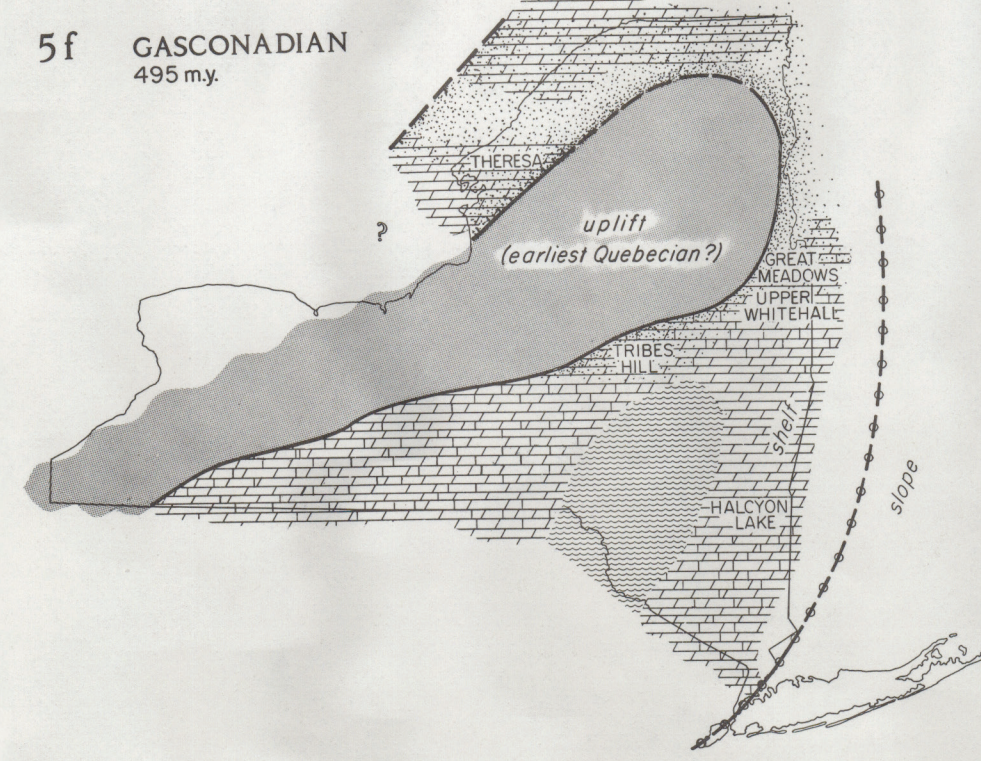 5f GASCONADIAN
495 m.y.
THERESA
?
uplift
(earliest Quebecian?)
GREAT
MEADOWS
UPPER
WHITEHALL
TRIBES
HILL
shelf
slope
HALCYON
LAKE